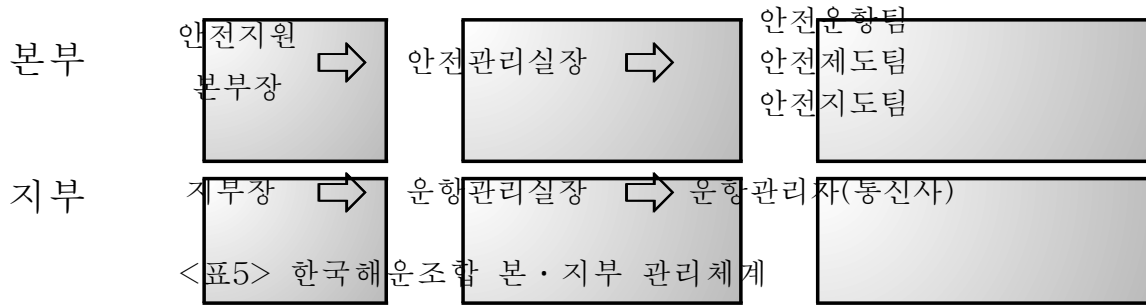 본부
안전지원
본부장
안전관리실장
안전운항팀
안전제도팀
안전지도팀
지부
지부장
운항관리실장
운항관리자(통신사)
<표5> 한국해운조합 본·지부 관리체계